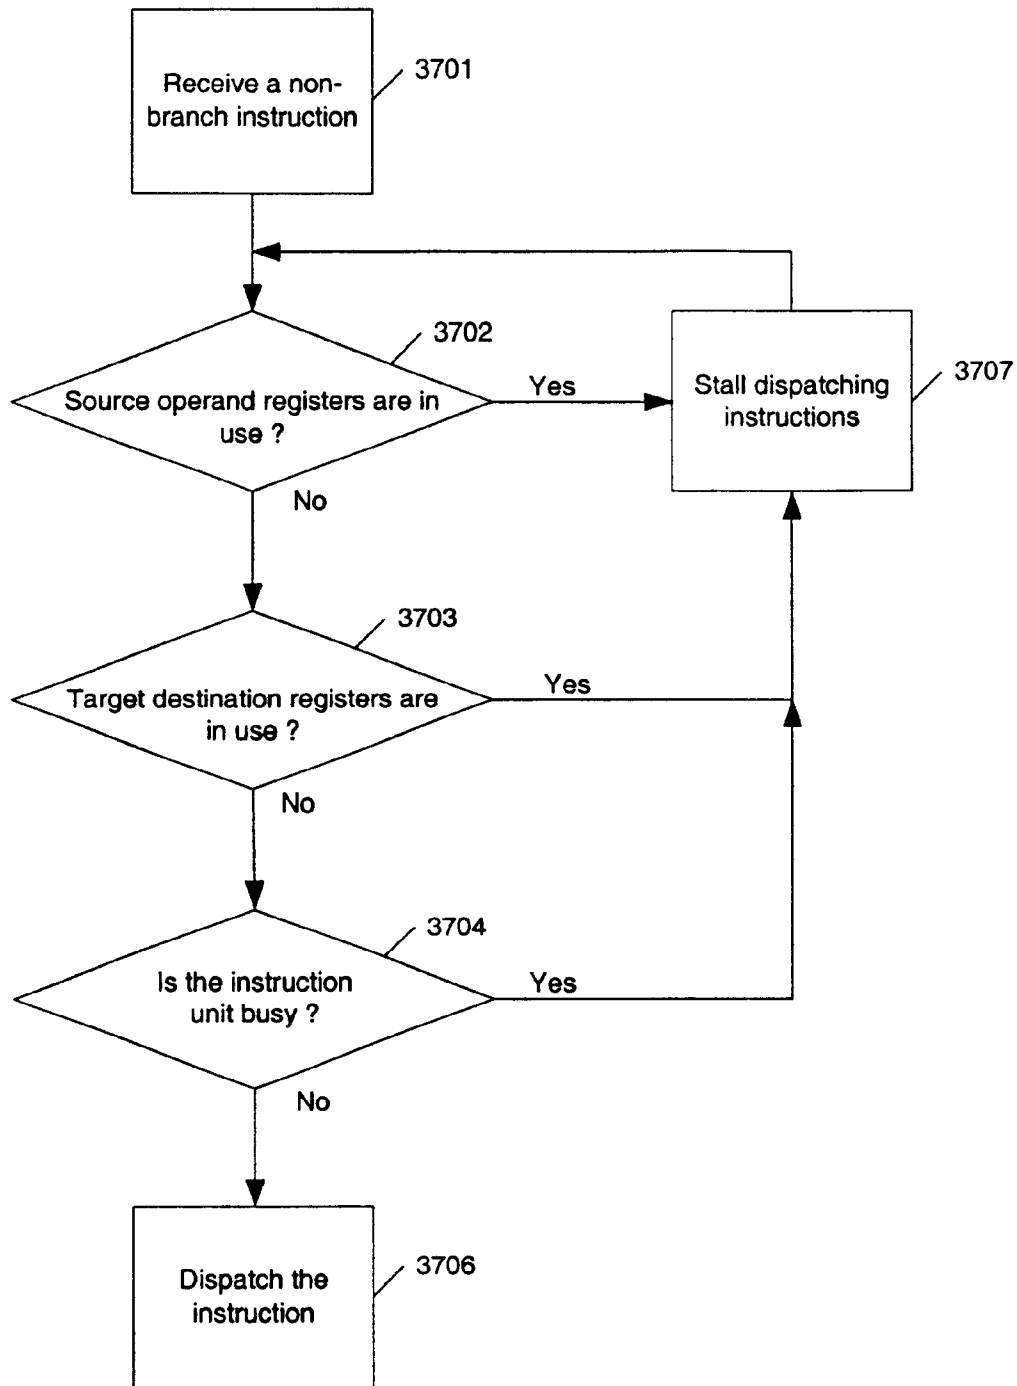 Receive a non-
branch instruction
3701
3702
Source operand registers are in
use ?
Yes
Stall dispatching
instructions
3707
No
3703
Target destination registers are
in use ?
Yes
No
3704
Is the instruction
unit busy ?
Yes
No
Dispatch the
instruction
3706